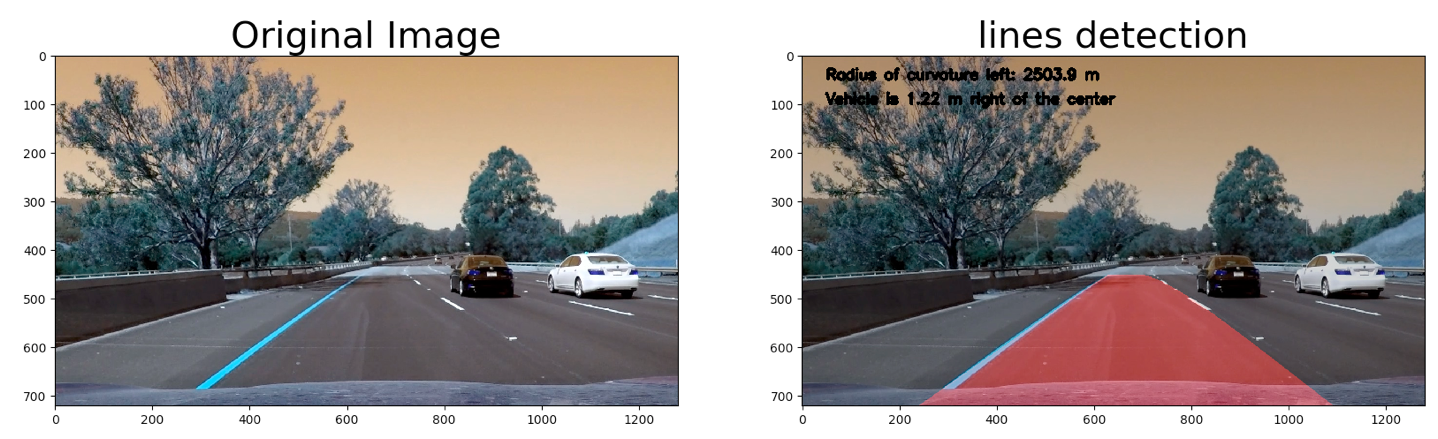 Original Image
lines detection
0
100
200
300
400
500
600
700
0 200 400 600 800 1000 1200
Radius of curvature left: 2503.9 m
Vehicle is 1.22 m right of the center
0
100
200
300
400
500
600
700
0 200 400 600 800 1000 1200